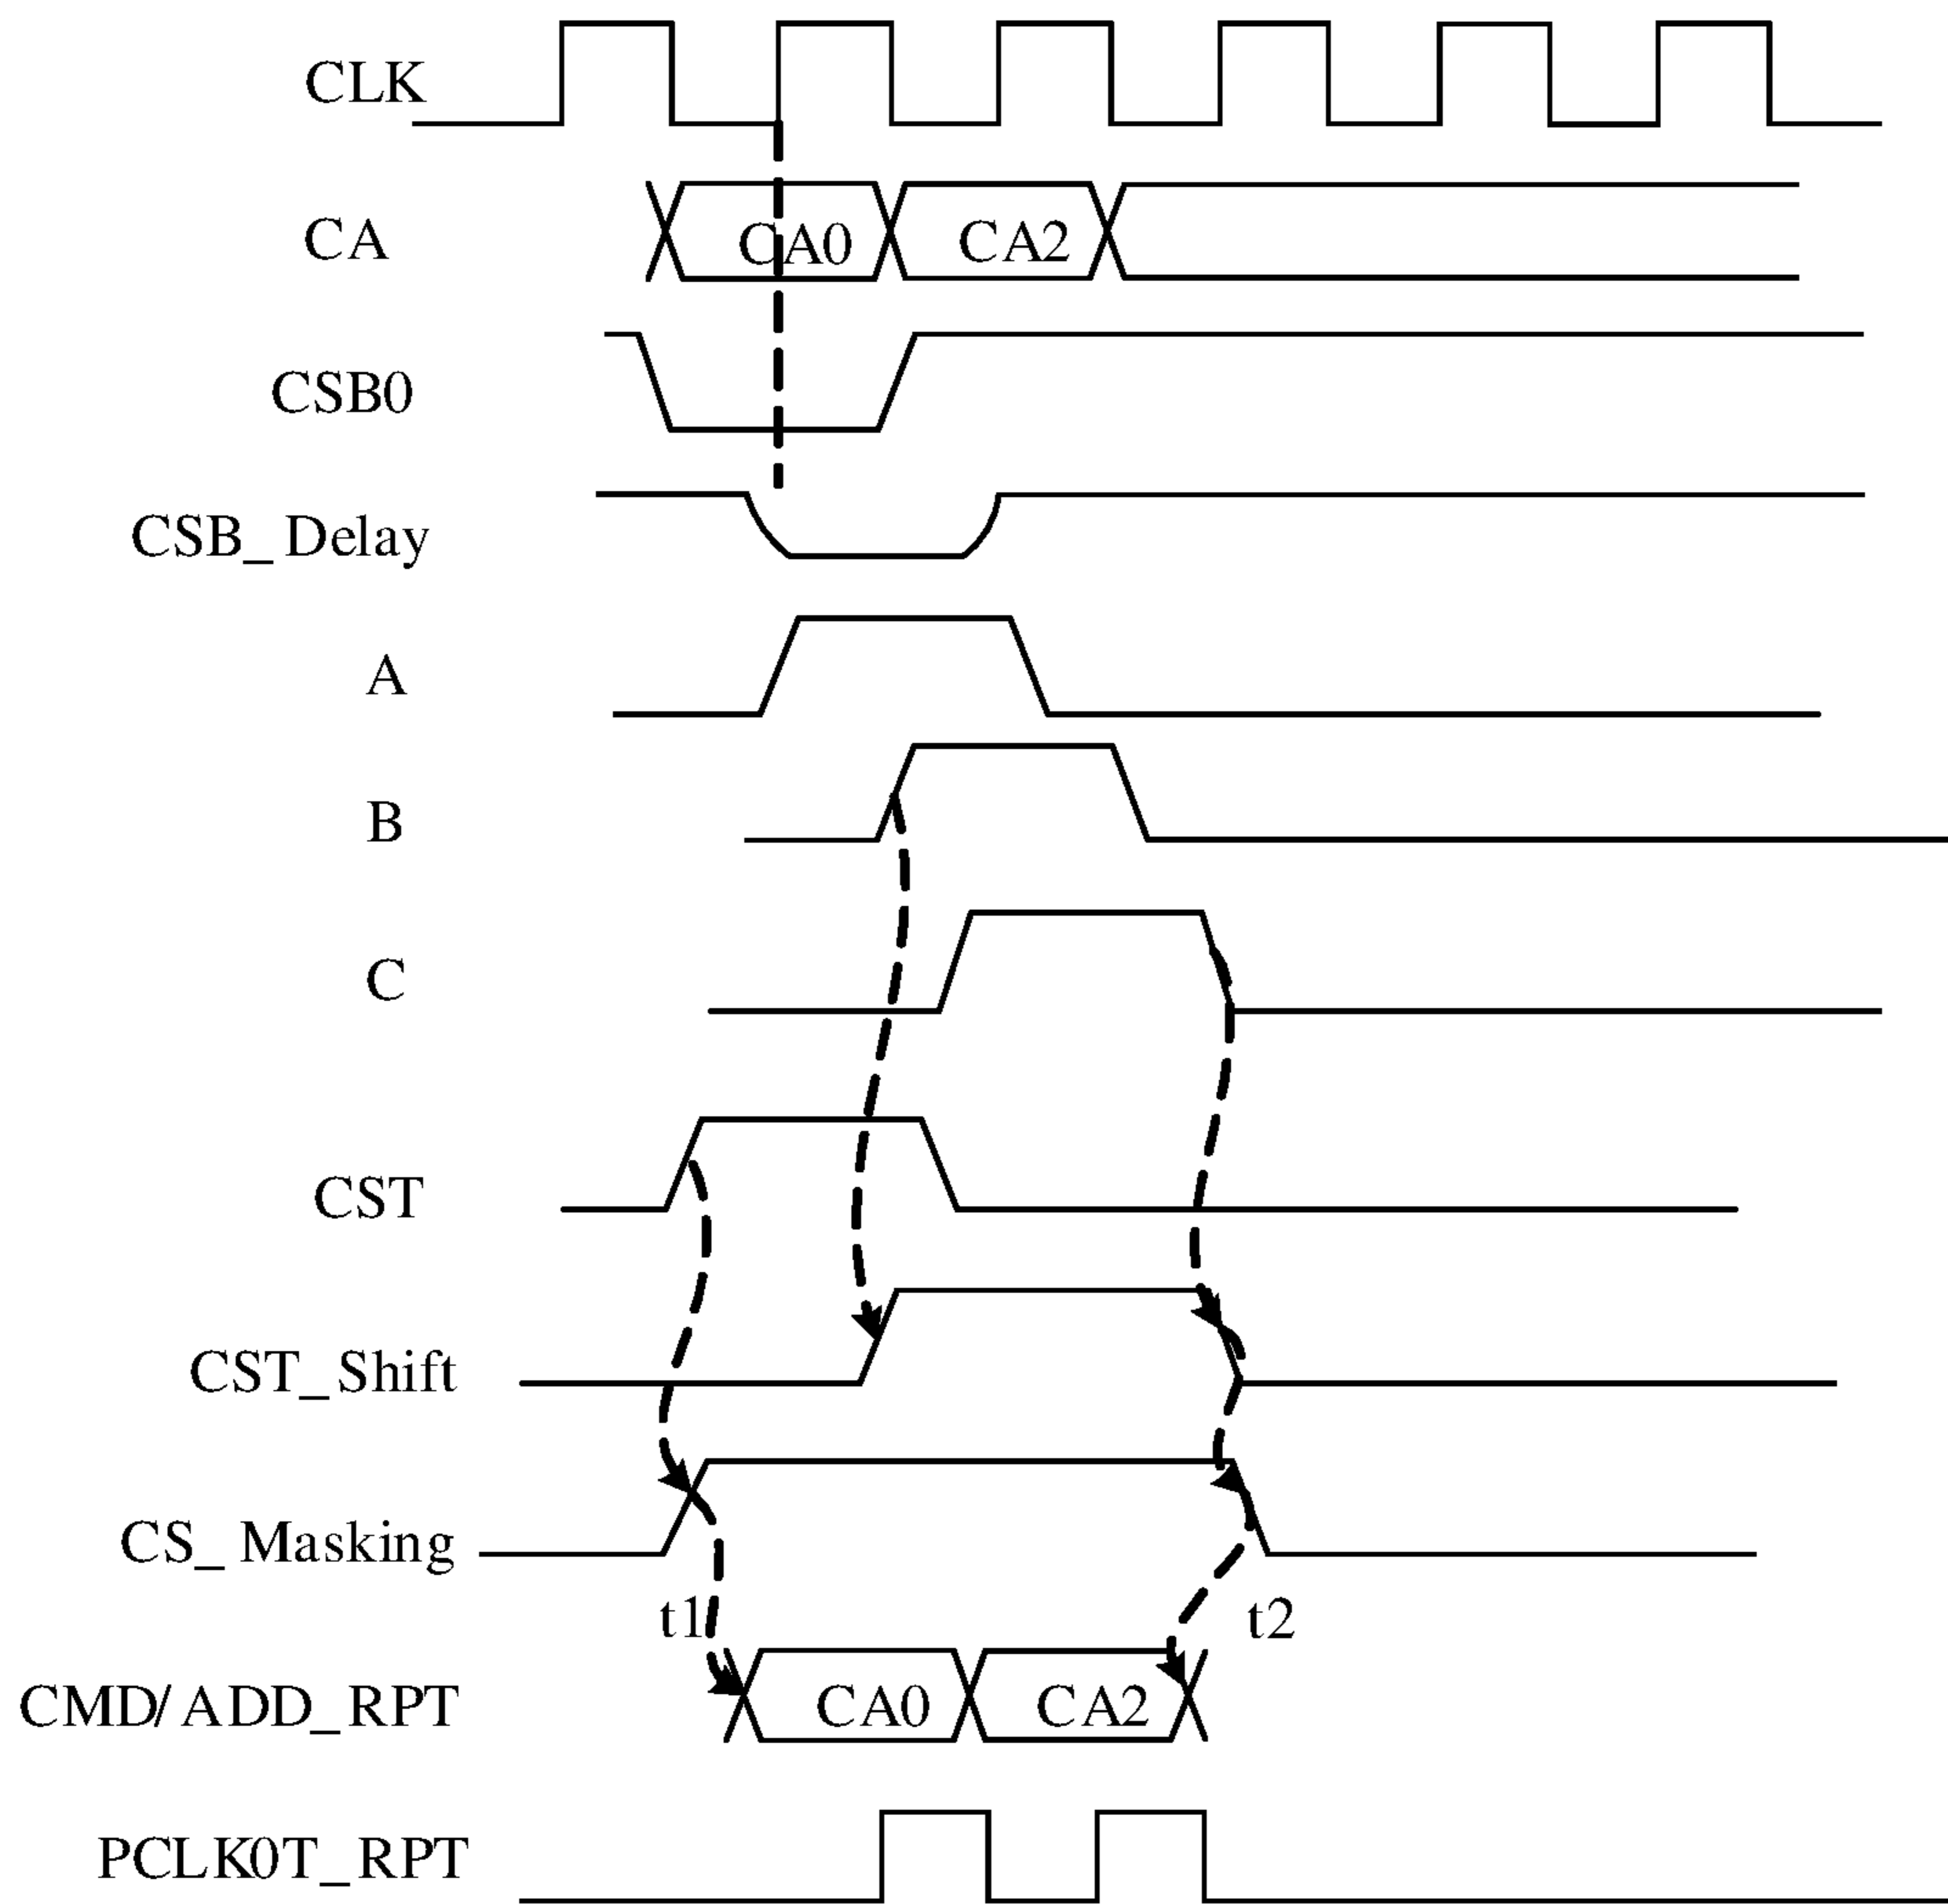 CLK
CA CA0 CA2
CSB0
CSB_Delay
A
B
C
CST
CST_Shift
CS_Masking
t1 t2
CMD/ADD_RPT CA0 CA2
PCLK0T_RPT